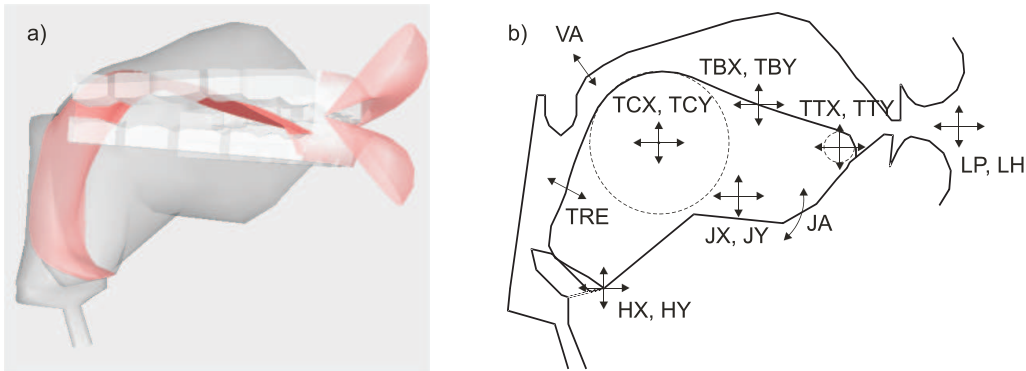 a)
b)
VA
TBX, TBY
TCX, TCY
TTX, TTY
LP, LH
TRE
JX, JY
JA
HX, HY